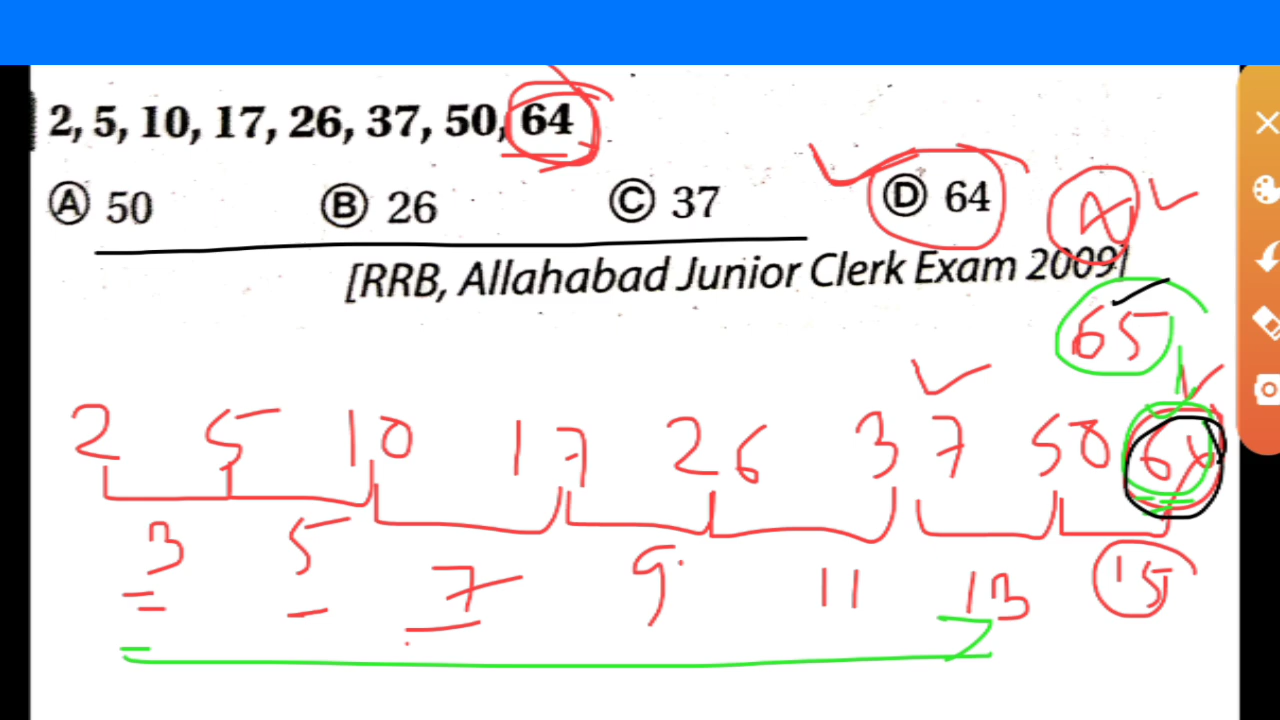 2, 5, 10, 17, 26, 37, 50, 64
Ⓐ 50 Ⓑ 26 Ⓒ 37 Ⓓ 64
[RRB, Allahabad Junior Clerk Exam 2009]
65
2 5 10 17 26 37 50 64
3 5 7 9 11 13 15